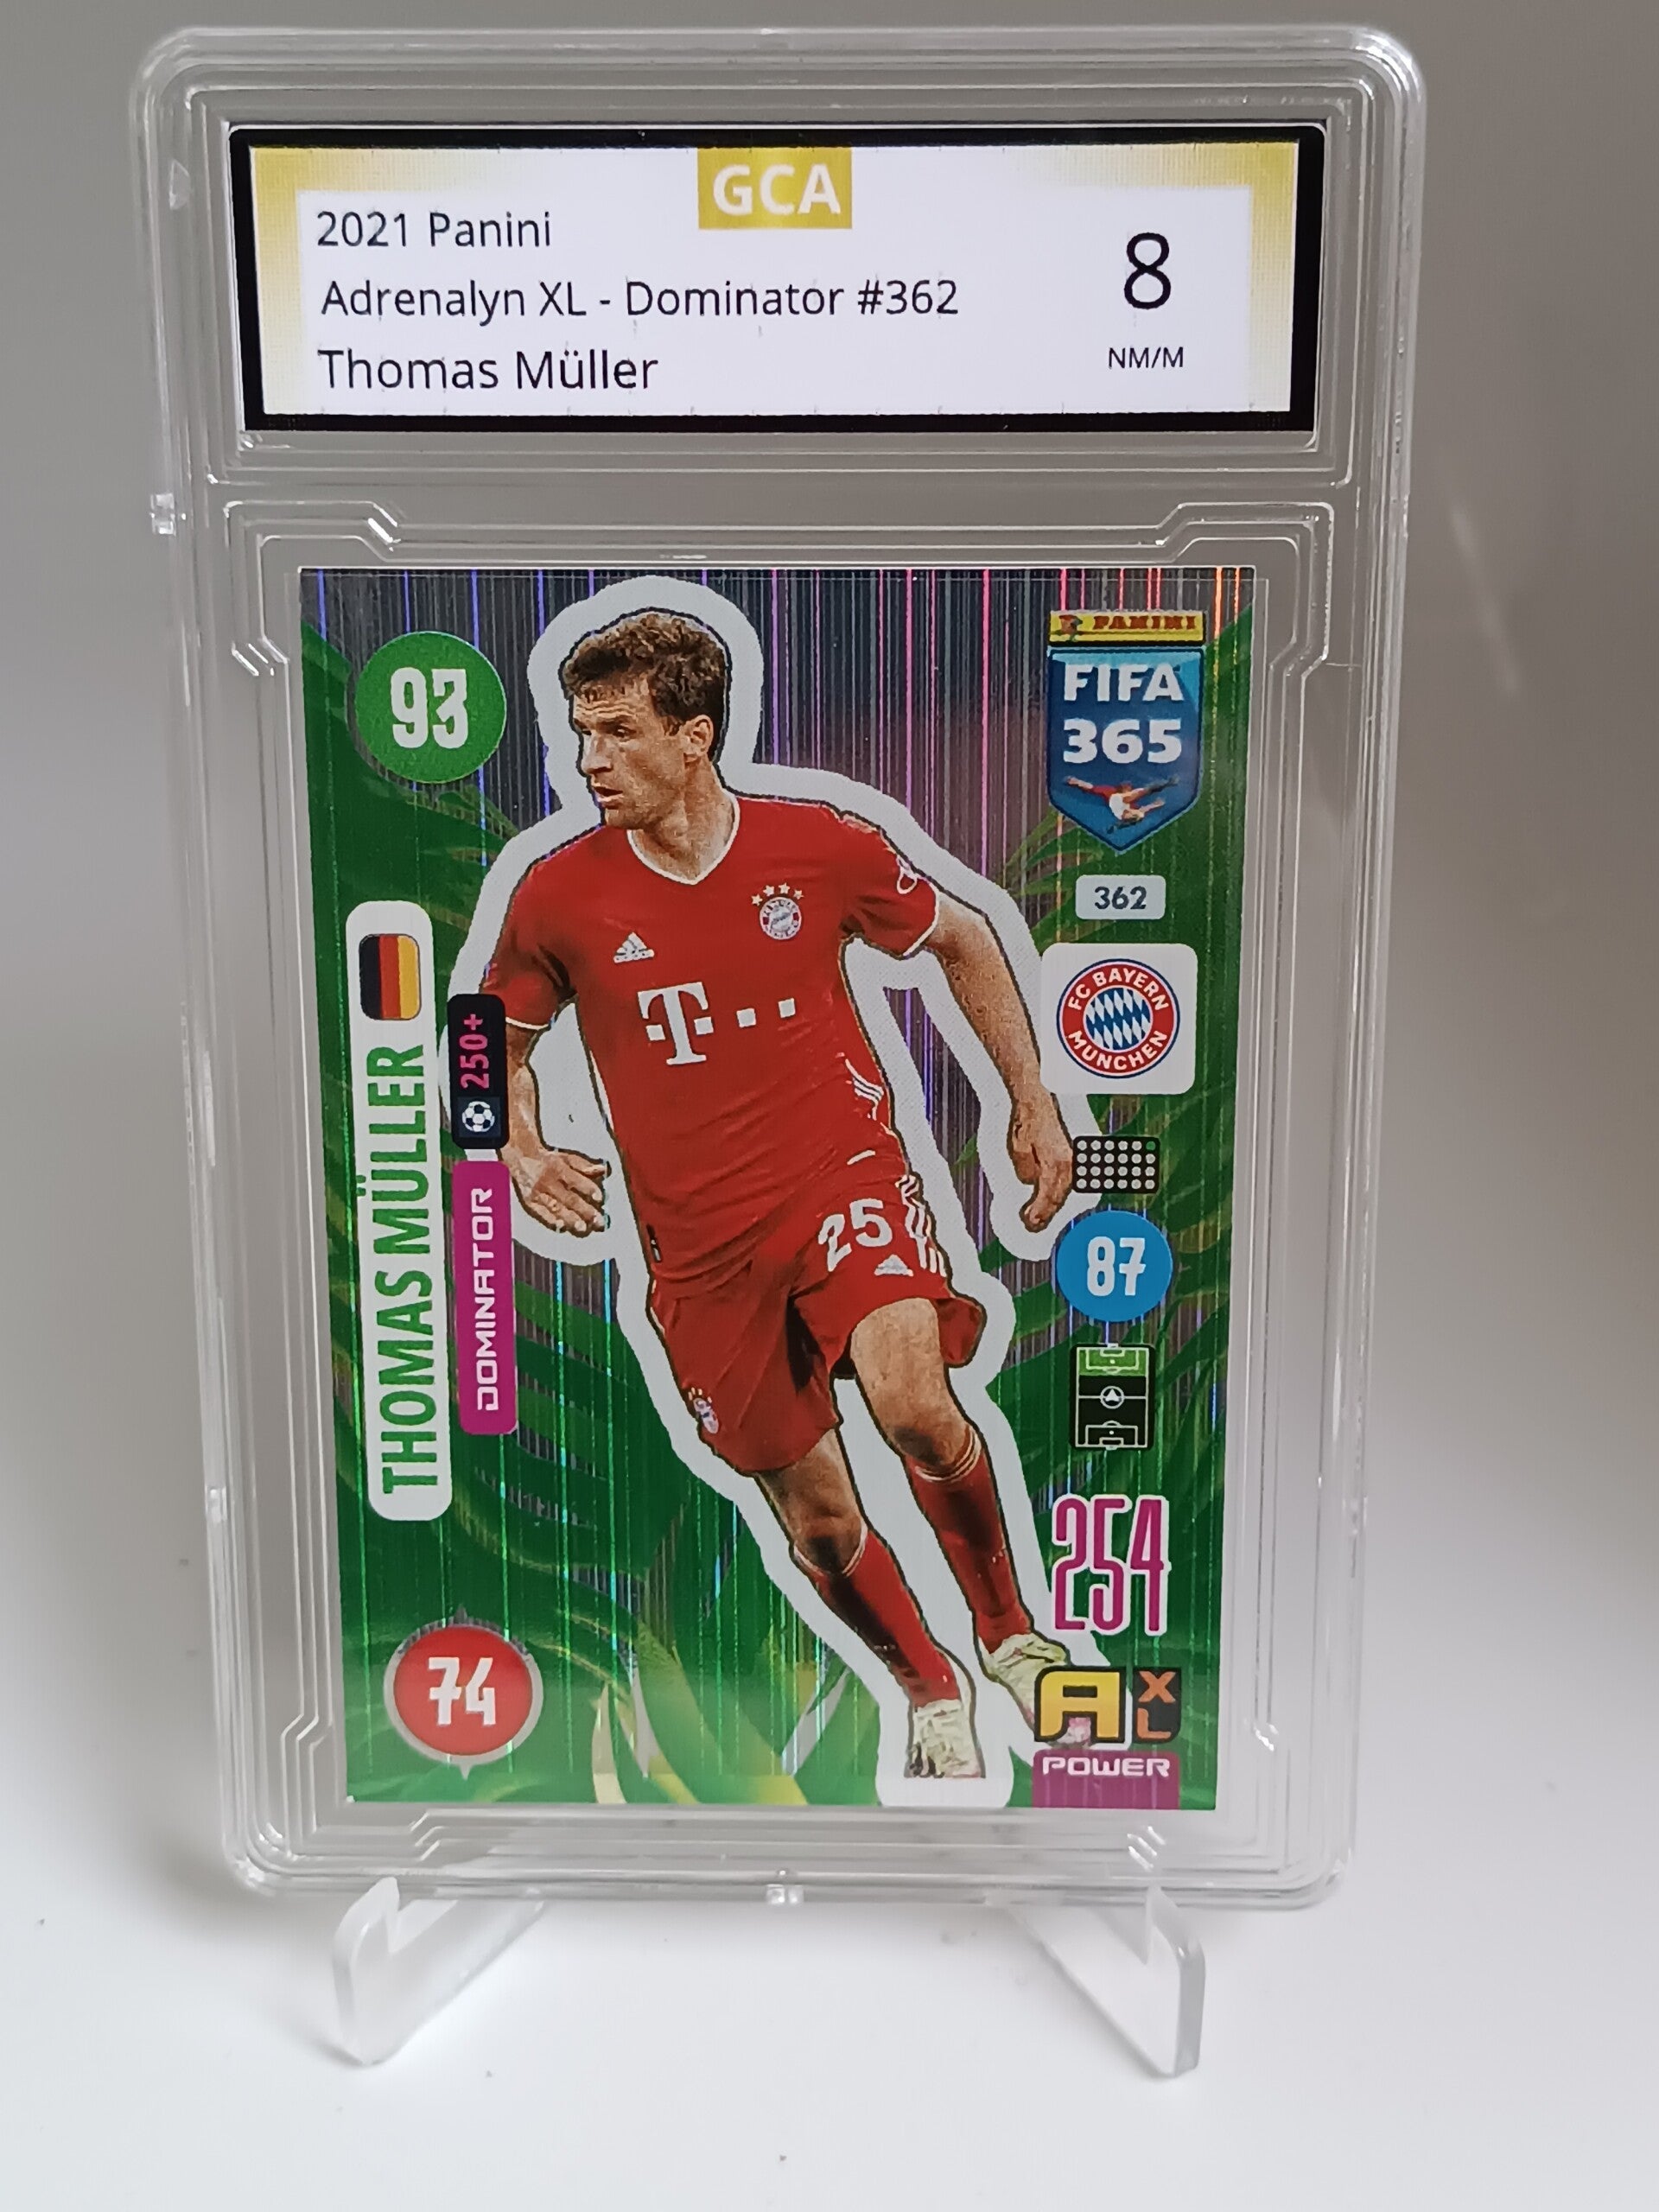 GCA
2021 Panini
Adrenalyn XL - Dominator #362
Thomas Müller
8
NM/M
93
PANINI
FIFA
365
362
FC BAYERN
MÜNCHEN
adidas
T
25
THOMAS MÜLLER
250+
DOMINATOR
87
254
74
A XL
POWER